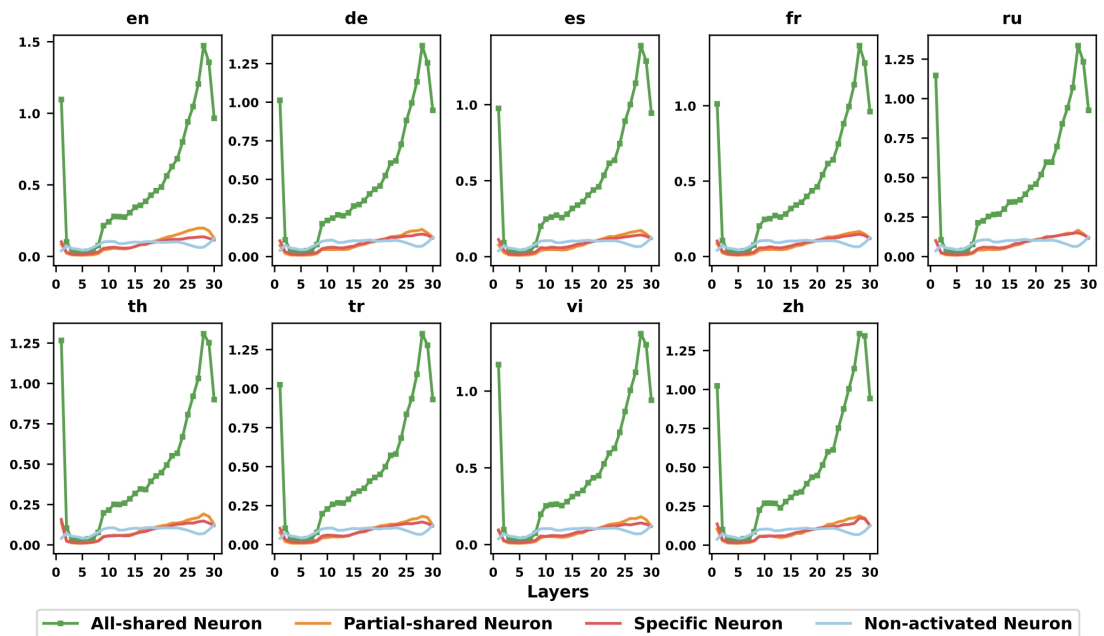 en de es fr ru
1.5 1.0 0.5 0.0
1.25 1.00 0.75 0.50 0.25 0.00
1.0 0.5 0.0
1.0 0.5 0.0
1.25 1.00 0.75 0.50 0.25 0.00
0 5 10 15 20 25 30 0 5 10 15 20 25 30 0 5 10 15 20 25 30 0 5 10 15 20 25 30 0 5 10 15 20 25 30
th tr vi zh
1.25 1.00 0.75 0.50 0.25 0.00
1.25 1.00 0.75 0.50 0.25 0.00
1.0 0.5 0.0
1.25 1.00 0.75 0.50 0.25 0.00
0 5 10 15 20 25 30 0 5 10 15 20 25 30 0 5 10 15 20 25 30 0 5 10 15 20 25 30
Layers
All-shared Neuron Partial-shared Neuron Specific Neuron Non-activated Neuron